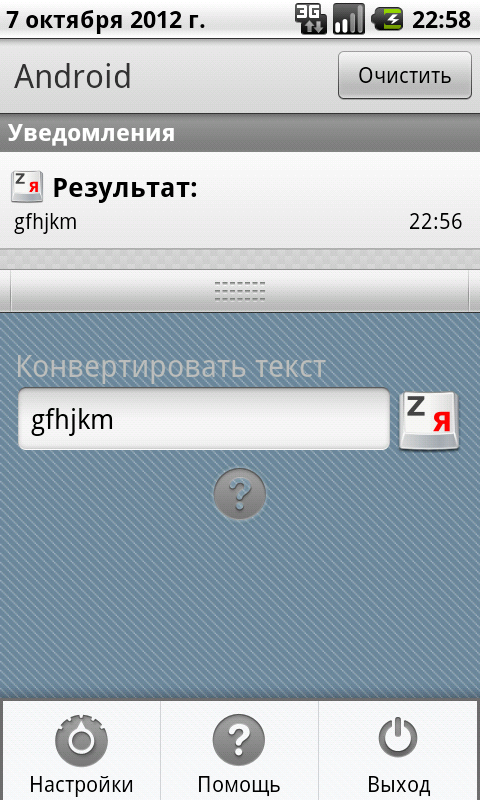 7 октября 2012 г. 3G 22:58
Android Очистить
Уведомления
Z Я Результат:
gfhjkm 22:56
Конвертировать текст
gfhjkm Z Я
?
?
Настройки Помощь Выход